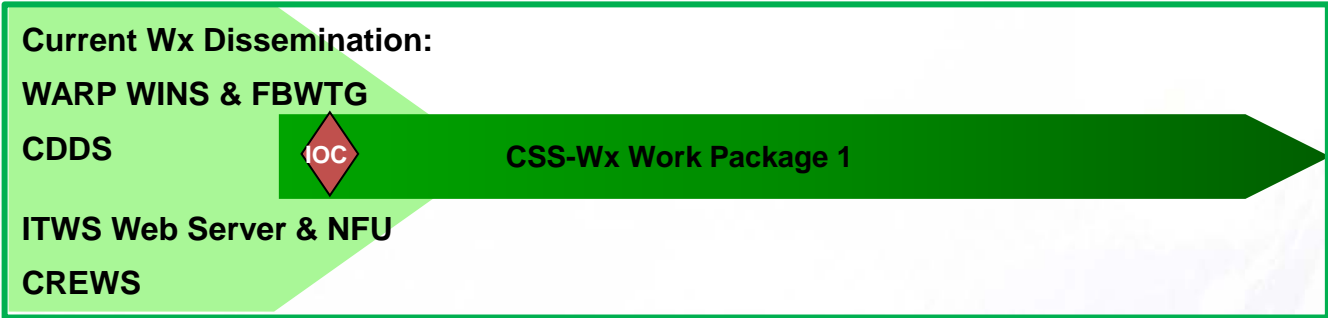 Current Wx Dissemination:
WARP WINS & FBWTG
CDDS
IOC
CSS-Wx Work Package 1
ITWS Web Server & NFU
CREWS